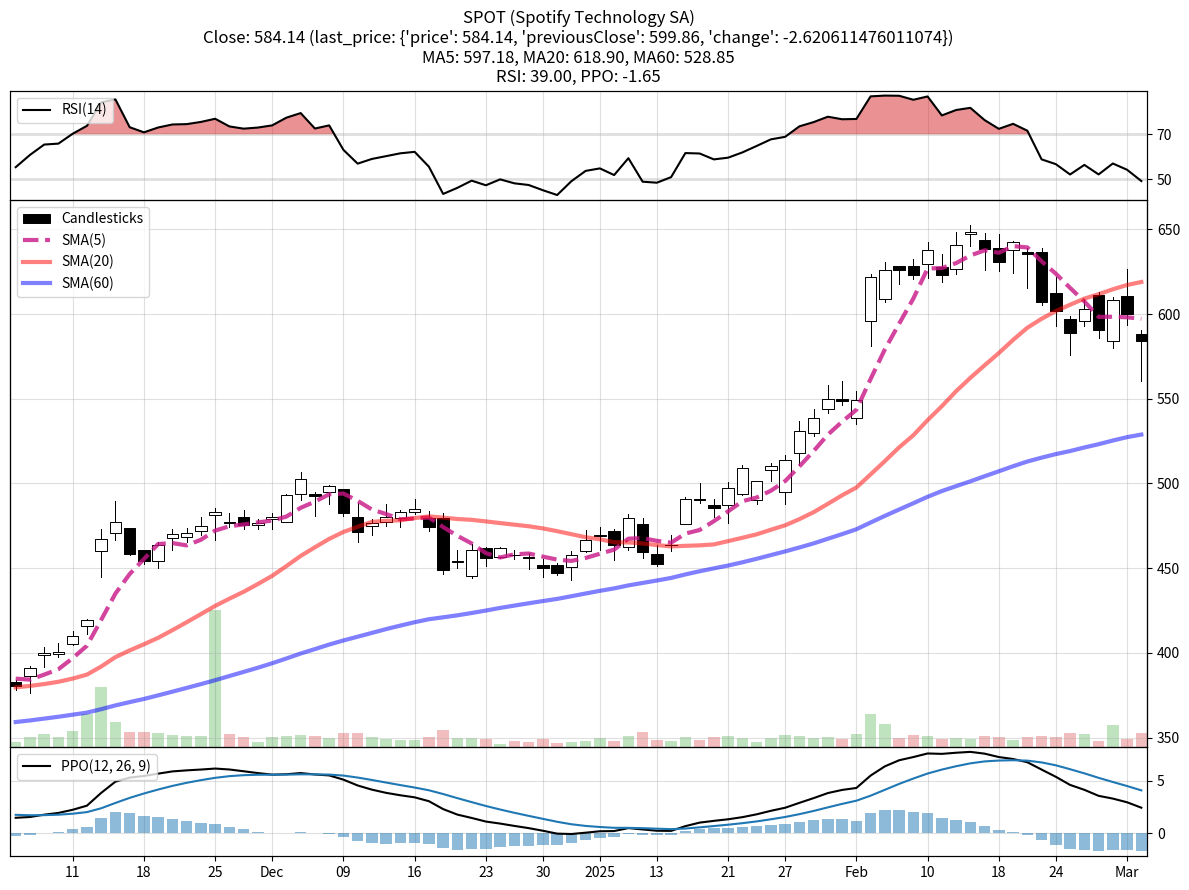 SPOT (Spotify Technology SA)
Close: 584.14 (last_price: {'price': 584.14, 'previousClose': 599.86, 'change': -2.620611476011074})
MA5: 597.18, MA20: 618.90, MA60: 528.85
RSI: 39.00, PPO: -1.65
RSI(14)
70
50
Candlesticks
SMA(5)
SMA(20)
SMA(60)
650
600
550
500
450
400
350
PPO(12, 26, 9)
5
0
11 18 25 Dec 09 16 23 30 2025 13 21 27 Feb 10 18 24 Mar